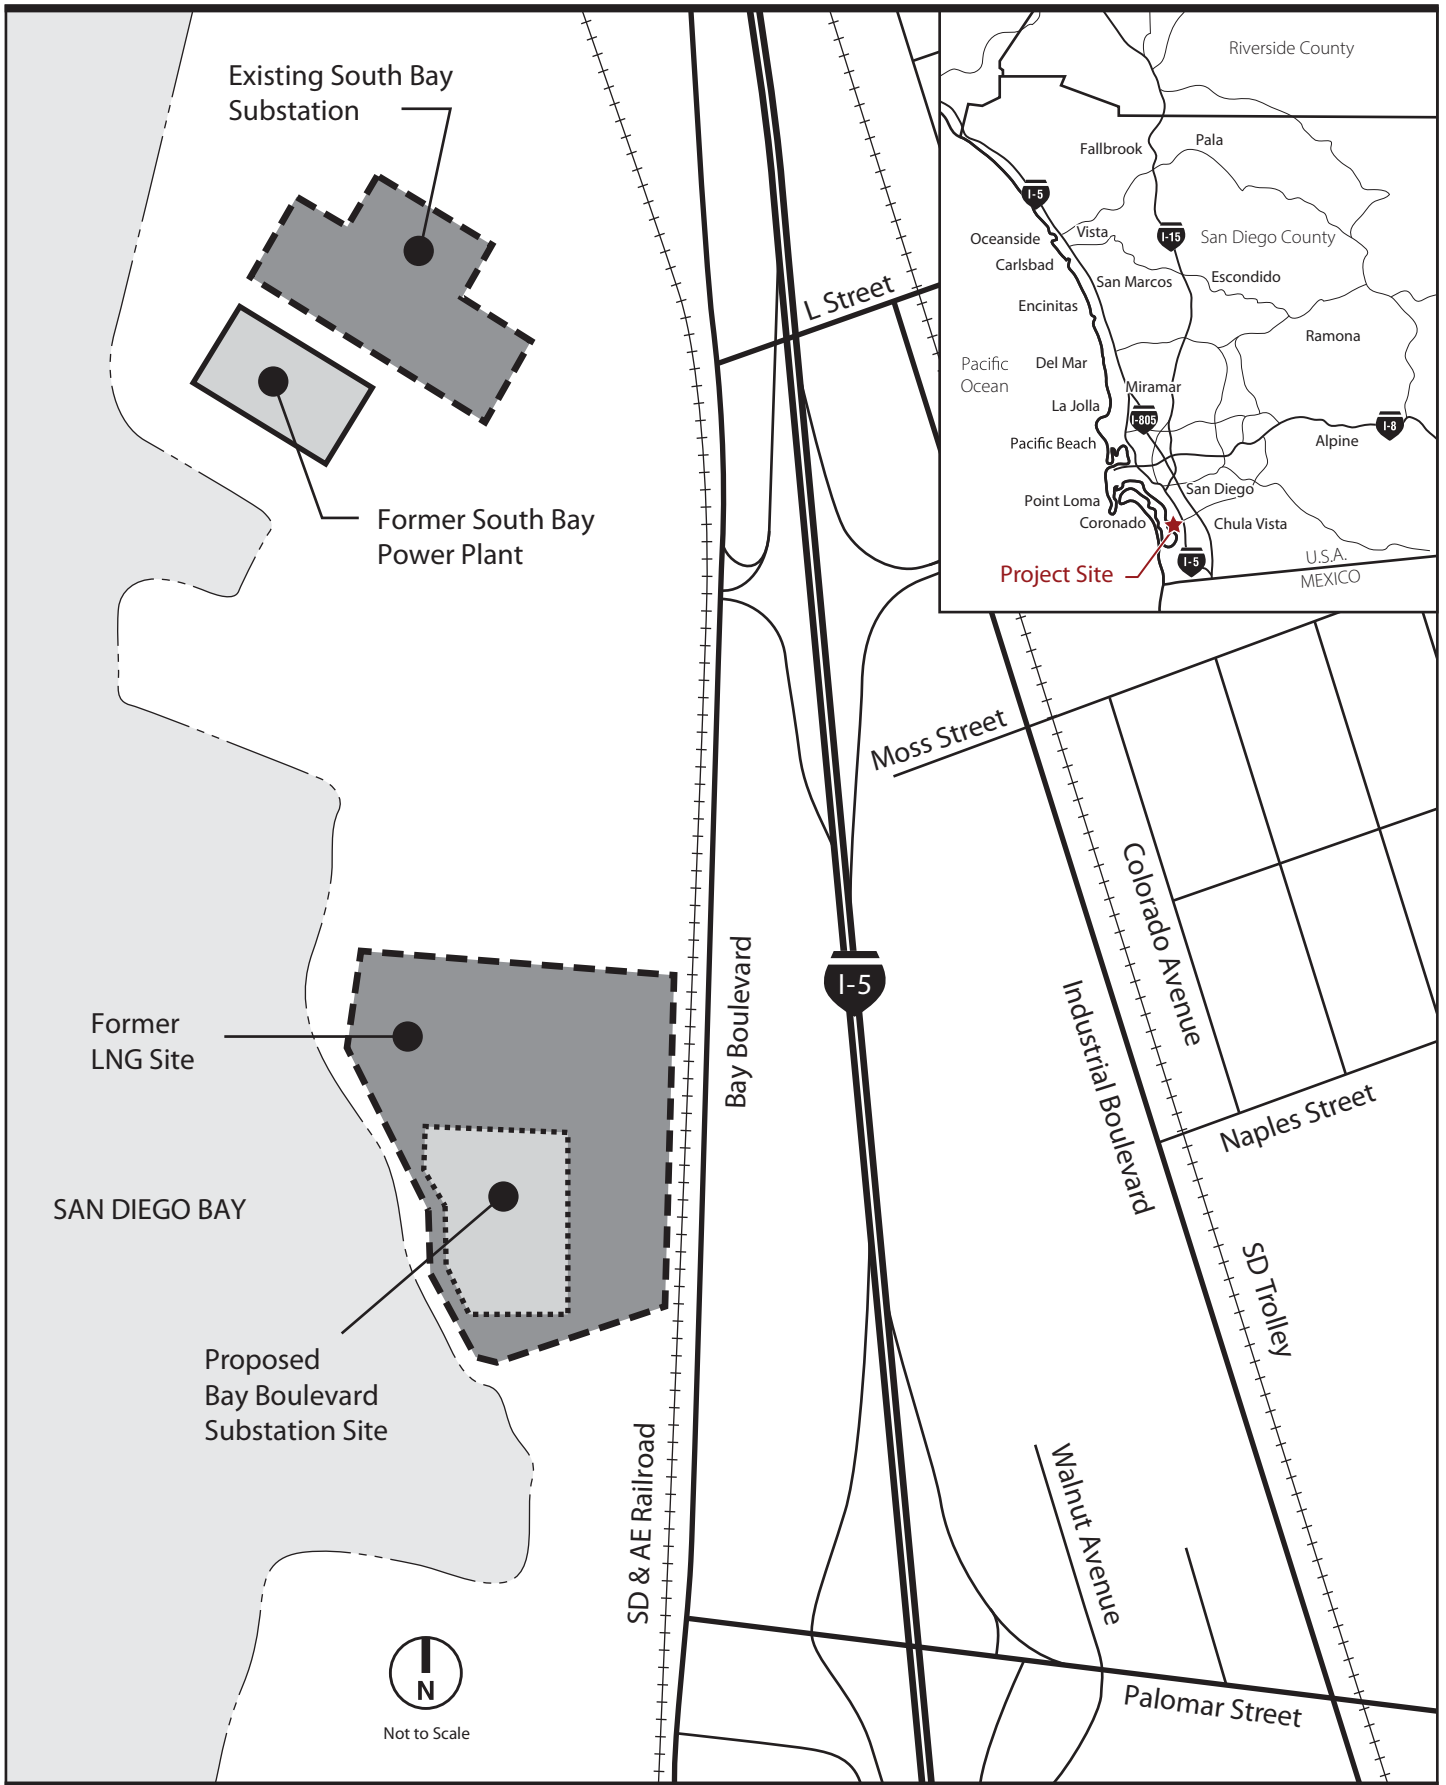 Existing South Bay
Substation
Former South Bay
Power Plant
L Street
Riverside County
Fallbrook
Pala
I-5
Oceanside
Vista
I-15
San Diego County
Carlsbad
San Marcos
Escondido
Encinitas
Ramona
Pacific
Ocean
Del Mar
Miramar
La Jolla
I-805
I-8
Pacific Beach
Alpine
Point Loma
San Diego
Coronado
Chula Vista
Project Site
I-5
U.S.A.
MEXICO
Moss Street
Colorado Avenue
Bay Boulevard
I-5
Industrial Boulevard
Former
LNG Site
Naples Street
SAN DIEGO BAY
SD Trolley
Proposed
Bay Boulevard
Substation Site
SD & AE Railroad
Walnut Avenue
Palomar Street
N
Not to Scale